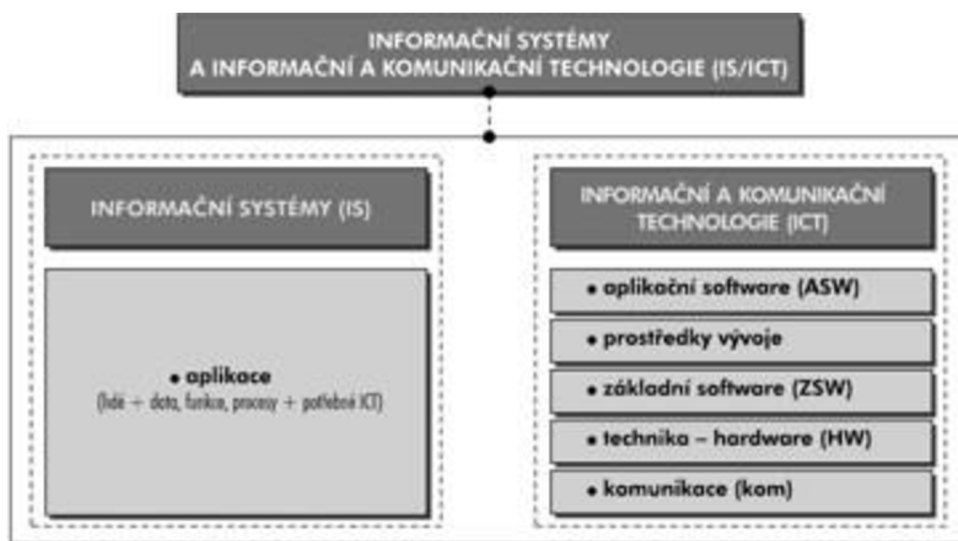 INFORMAČNÍ SYSTÉMY
A INFORMAČNÍ A KOMUNIKAČNÍ TECHNOLOGIE (IS/ICT)
INFORMAČNÍ SYSTÉMY (IS)
• aplikace
(lidé + data, funkce, procesy + potřebné ICT)
INFORMAČNÍ A KOMUNIKAČNÍ
TECHNOLOGIE (ICT)
• aplikační software (ASW)
• prostředky vývoje
• základní software (ZSW)
• technika – hardware (HW)
• komunikace (kom)